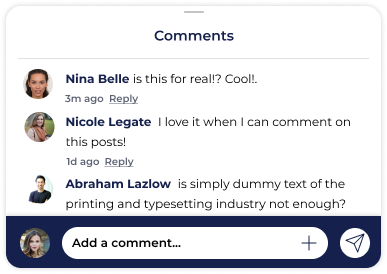 Comments
Nina Belle is this for real!? Cool!.
3m ago Reply
Nicole Legate I love it when I can comment on
this posts!
1d ago Reply
Abraham Lazlow is simply dummy text of the
printing and typesetting industry not enough?
Add a comment...